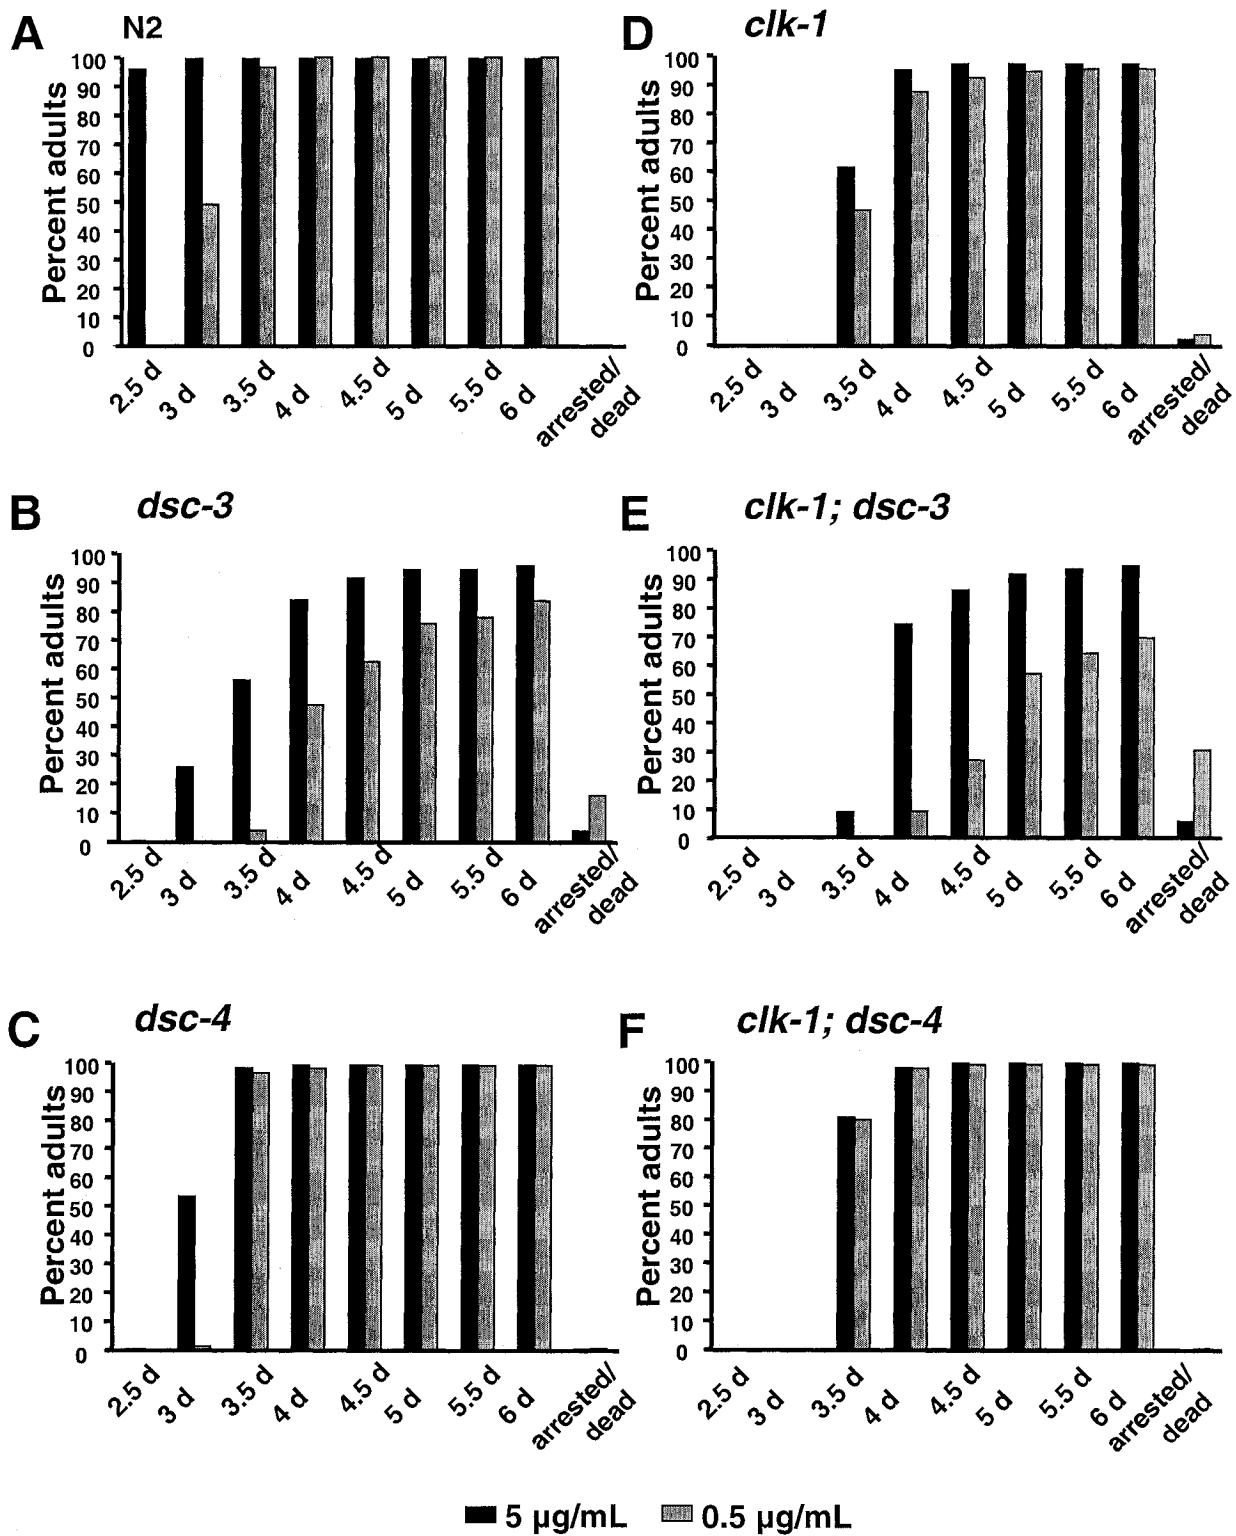 A
N2
Percent adults
100
90
80
70
60
50
40
30
20
10
0
2.5 d
3 d
3.5 d
4 d
4.5 d
5 d
5.5 d
6 d
arrested/
dead
D
clk-1
Percent adults
100
90
80
70
60
50
40
30
20
10
0
2.5 d
3 d
3.5 d
4 d
4.5 d
5 d
5.5 d
6 d
arrested/
dead
B
dsc-3
Percent adults
100
90
80
70
60
50
40
30
20
10
0
2.5 d
3 d
3.5 d
4 d
4.5 d
5 d
5.5 d
6 d
arrested/
dead
E
clk-1; dsc-3
Percent adults
100
90
80
70
60
50
40
30
20
10
0
2.5 d
3 d
3.5 d
4 d
4.5 d
5 d
5.5 d
6 d
arrested/
dead
C
dsc-4
Percent adults
100
90
80
70
60
50
40
30
20
10
0
2.5 d
3 d
3.5 d
4 d
4.5 d
5 d
5.5 d
6 d
arrested/
dead
F
clk-1; dsc-4
Percent adults
100
90
80
70
60
50
40
30
20
10
0
2.5 d
3 d
3.5 d
4 d
4.5 d
5 d
5.5 d
6 d
arrested/
dead
5 µg/mL 0.5 µg/mL